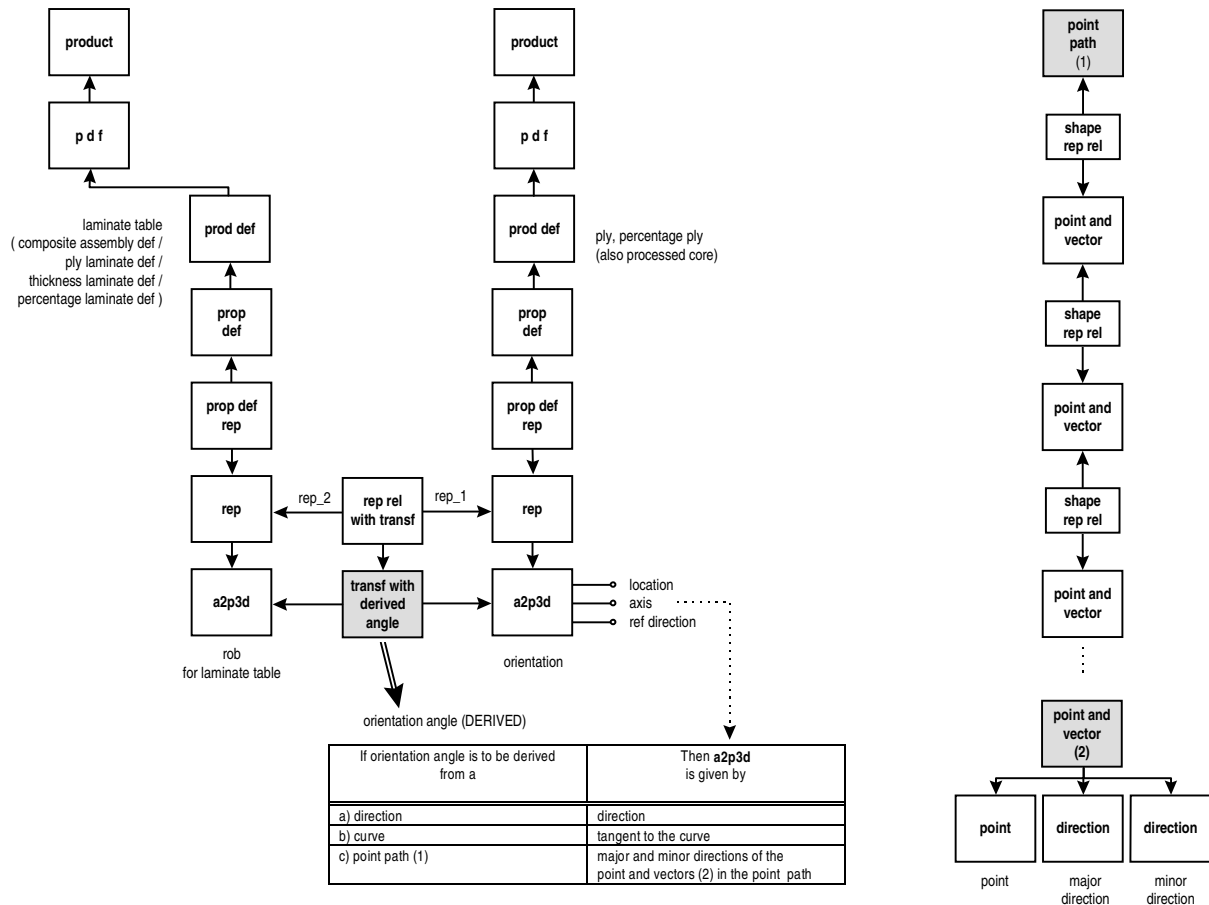 product
p d f
laminate table
( composite assembly def /
ply laminate def /
thickness laminate def /
percentage laminate def )
prod def
prop
def
prop def
rep
rep
a2p3d
rob
for laminate table
rep_2
rep rel
with transf
rep_1
transf with
derived
angle
orientation angle (DERIVED)
product
p d f
prod def
ply, percentage ply
(also processed core)
prop
def
prop def
rep
rep
a2p3d
location
axis
ref direction
orientation
If orientation angle is to be derived
from a
Then a2p3d
is given by
a) direction
direction
b) curve
tangent to the curve
c) point path (1)
major and minor directions of the
point and vectors (2) in the point path
point
path
(1)
shape
rep rel
point and
vector
shape
rep rel
point and
vector
shape
rep rel
point and
vector
point and
vector
(2)
point
direction
direction
point
major
direction
minor
direction